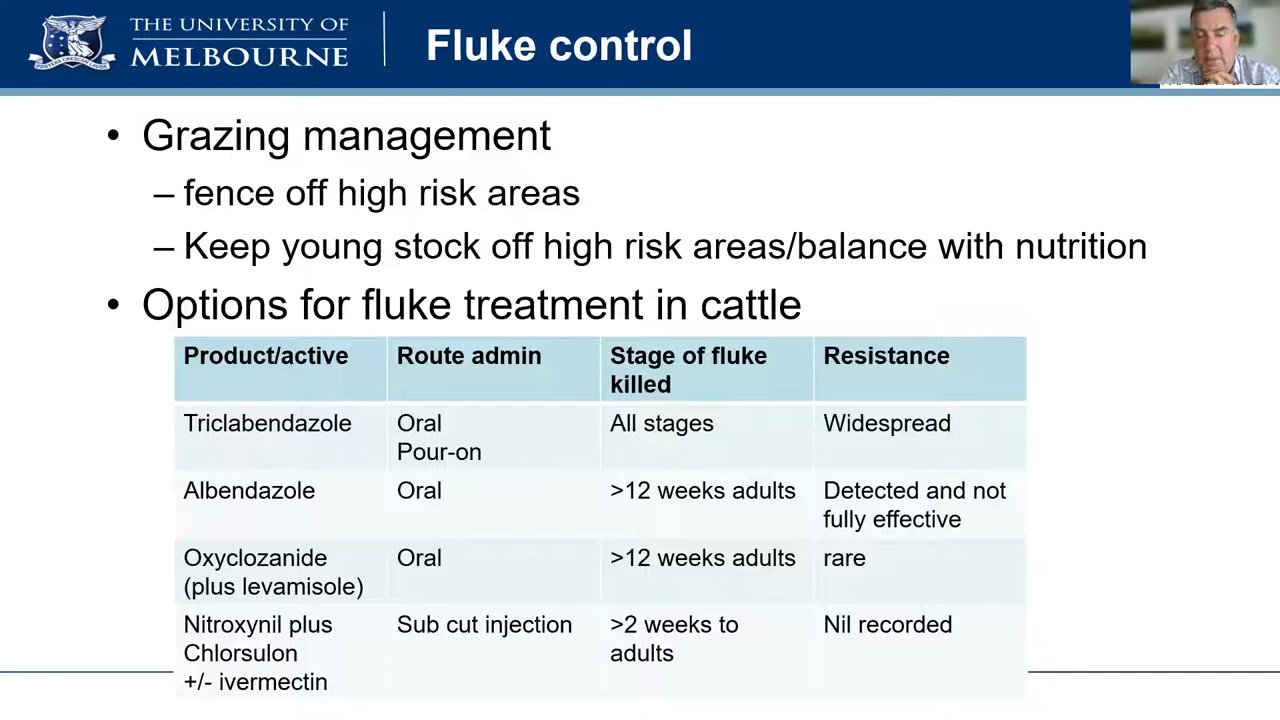 THE UNIVERSITY OF
MELBOURNE
Fluke control
• Grazing management
– fence off high risk areas
– Keep young stock off high risk areas/balance with nutrition
• Options for fluke treatment in cattle
Product/active
Route admin
Stage of fluke
killed
Resistance
Triclabendazole
Oral
Pour-on
All stages
Widespread
Albendazole
Oral
>12 weeks adults
Detected and not
fully effective
Oxyclozanide
(plus levamisole)
Oral
>12 weeks adults
rare
Nitroxynil plus
Chlorsulon
+/- ivermectin
Sub cut injection
>2 weeks to
adults
Nil recorded